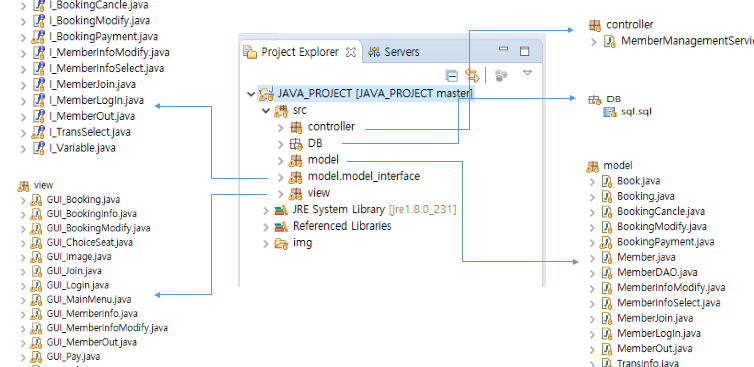 I_BookingCancle.java
I_BookingModify.java
I_BookingPayment.java
I_MemberInfoModify.java
I_MemberInfoSelect.java
I_MemberJoin.java
I_MemberLogIn.java
I_MemberOut.java
I_TransSelect.java
I_Variable.java
view
GUI_Booking.java
GUI_BookingInfo.java
GUI_BookingModify.java
GUI_ChoiceSeat.java
GUI_Image.java
GUI_Join.java
GUI_Login.java
GUI_MainMenu.java
GUI_MemberInfo.java
GUI_MemberInfoModify.java
GUI_MemberOut.java
GUI_Pay.java
Project Explorer Servers
JAVA_PROJECT [JAVA_PROJECT master]
src
controller
DB
model
model.model_interface
view
JRE System Library [jre1.8.0_231]
Referenced Libraries
img
controller
MemberManagementServi
DB
sql.sql
model
Book.java
Booking.java
BookingCancle.java
BookingModify.java
BookingPayment.java
Member.java
MemberDAO.java
MemberInfoModify.java
MemberInfoSelect.java
MemberJoin.java
MemberLogIn.java
MemberOut.java
TransInfo.java